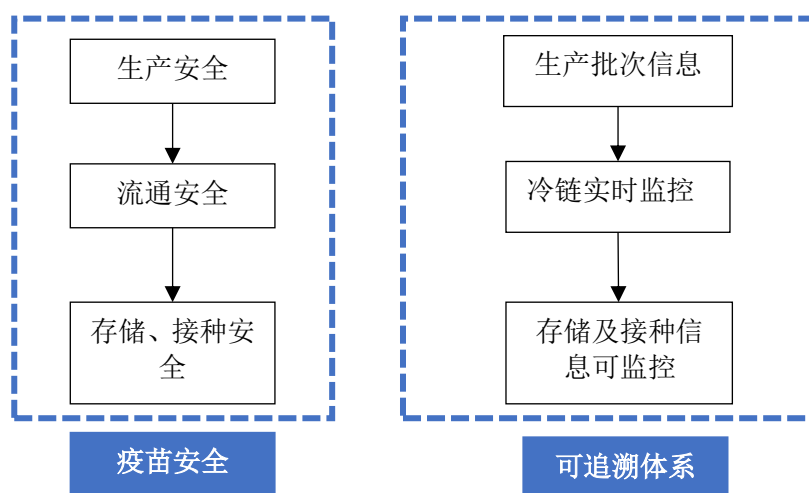 生产安全
流通安全
存储、接种安
全
疫苗安全
生产批次信息
冷链实时监控
存储及接种信
息可监控
可追溯体系